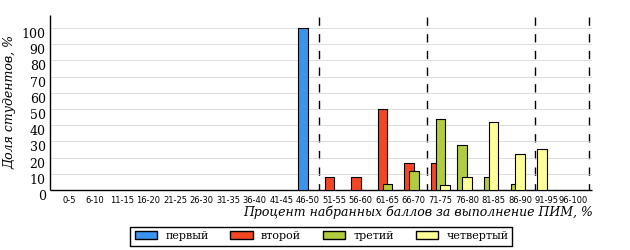 Доля студентов, %
100
90
80
70
60
50
40
30
20
10
0
0-5 6-10 11-15 16-20 21-25 26-30 31-35 36-40 41-45 46-50 51-55 56-60 61-65 66-70 71-75 76-80 81-85 86-90 91-95 96-100
Процент набранных баллов за выполнение ПИМ, %
первый второй третий четвертый